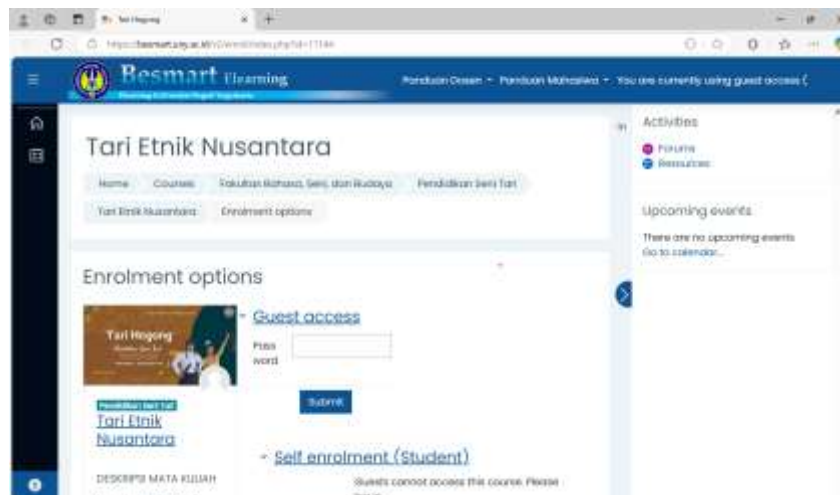 Tari Hogong
Besmart Elearning
Panduan Dosen
Panduan Mahasiswa
You are currently using guest access (
Tari Etnik Nusantara
Home
Courses
Fakultas Bahasa, Seni, dan Budaya
Pendidikan Seni Tari
Tari Etnik Nusantara
Enrolment options
Activities
Forums
Resources
Upcoming events
There are no upcoming events
Go to calendar...
Enrolment options
Tari Hogong
Guest access
Pass
word
Submit
Pendidikan Seni Tari
Tari Etnik
Nusantara
DESKRIPSI MATA KULIAH
Self enrolment (Student)
Guests cannot access this course. Please